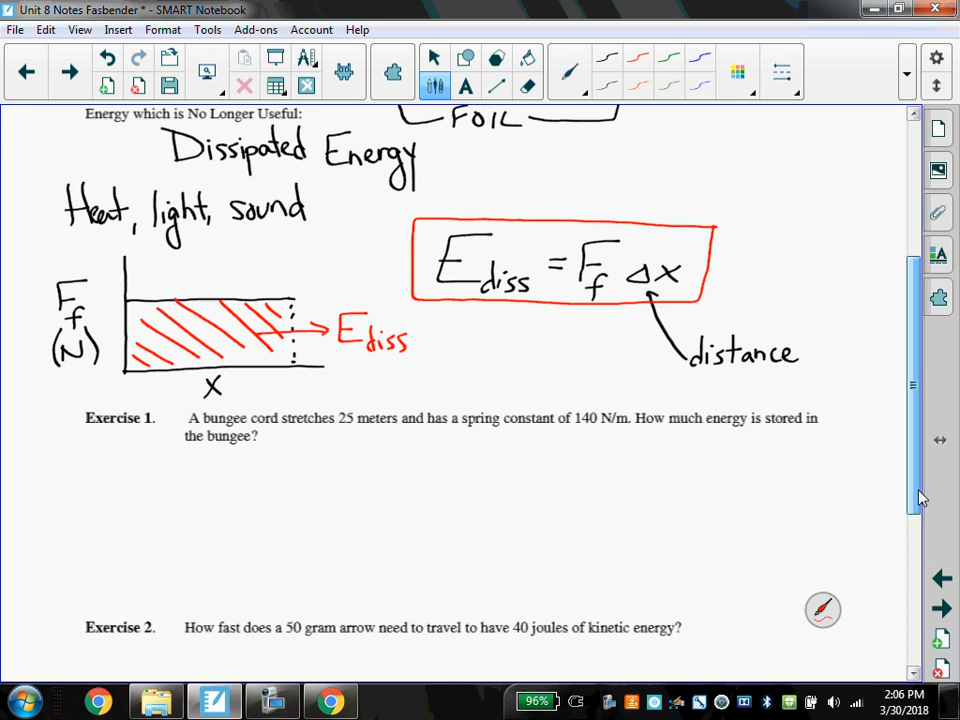 Unit 8 Notes Fasbender * - SMART Notebook
File Edit View Insert Format Tools Add-ons Account Help
Energy which is No Longer Useful:
FOIL
Dissipated Energy
Heat, light, sound
E diss = F f Δx
F f
(N)
E diss
distance
x
Exercise 1. A bungee cord stretches 25 meters and has a spring constant of 140 N/m. How much energy is stored in
the bungee?
Exercise 2. How fast does a 50 gram arrow need to travel to have 40 joules of kinetic energy?
96%
2:06 PM
3/30/2018